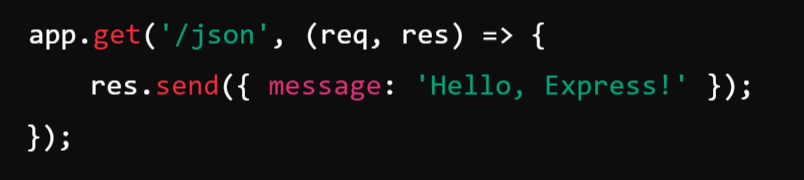 app.get('/json', (req, res) => {
    res.send({ message: 'Hello, Express!' });
});